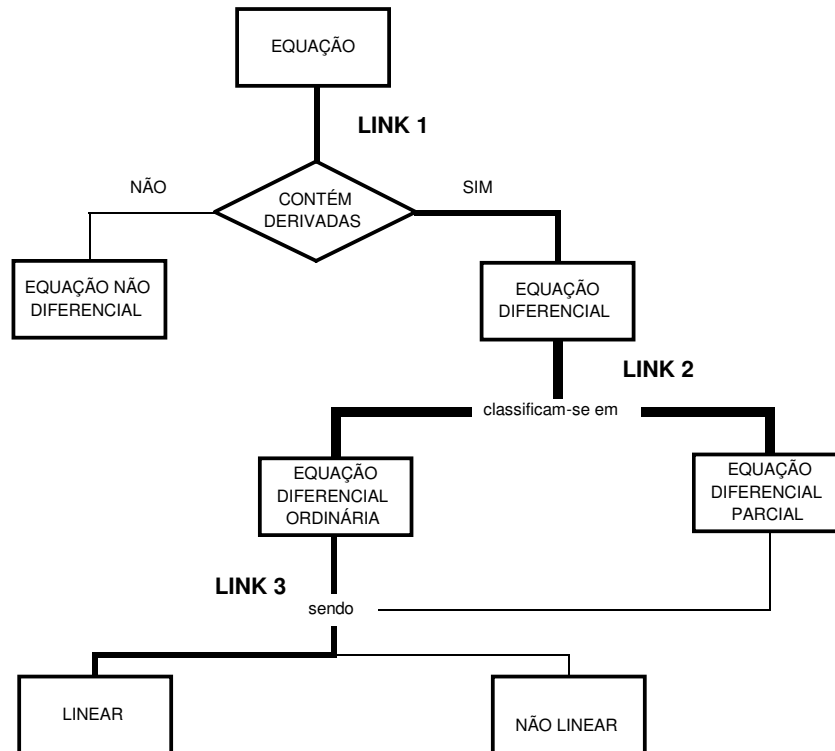 EQUAÇÃO
LINK 1
NÃO
SIM
CONTÉM
DERIVADAS
EQUAÇÃO NÃO
DIFERENCIAL
EQUAÇÃO
DIFERENCIAL
LINK 2
classificam-se em
EQUAÇÃO
DIFERENCIAL
ORDINÁRIA
EQUAÇÃO
DIFERENCIAL
PARCIAL
LINK 3
sendo
LINEAR
NÃO LINEAR